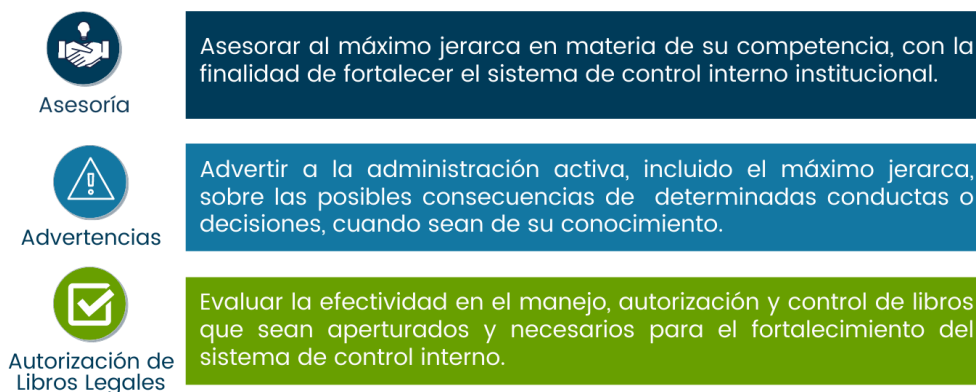 Asesoría
Asesorar al máximo jerarca en materia de su competencia, con la
finalidad de fortalecer el sistema de control interno institucional.
Advertencias
Advertir a la administración activa, incluido el máximo jerarca,
sobre las posibles consecuencias de determinadas conductas o
decisiones, cuando sean de su conocimiento.
Autorización de
Libros Legales
Evaluar la efectividad en el manejo, autorización y control de libros
que sean aperturados y necesarios para el fortalecimiento del
sistema de control interno.